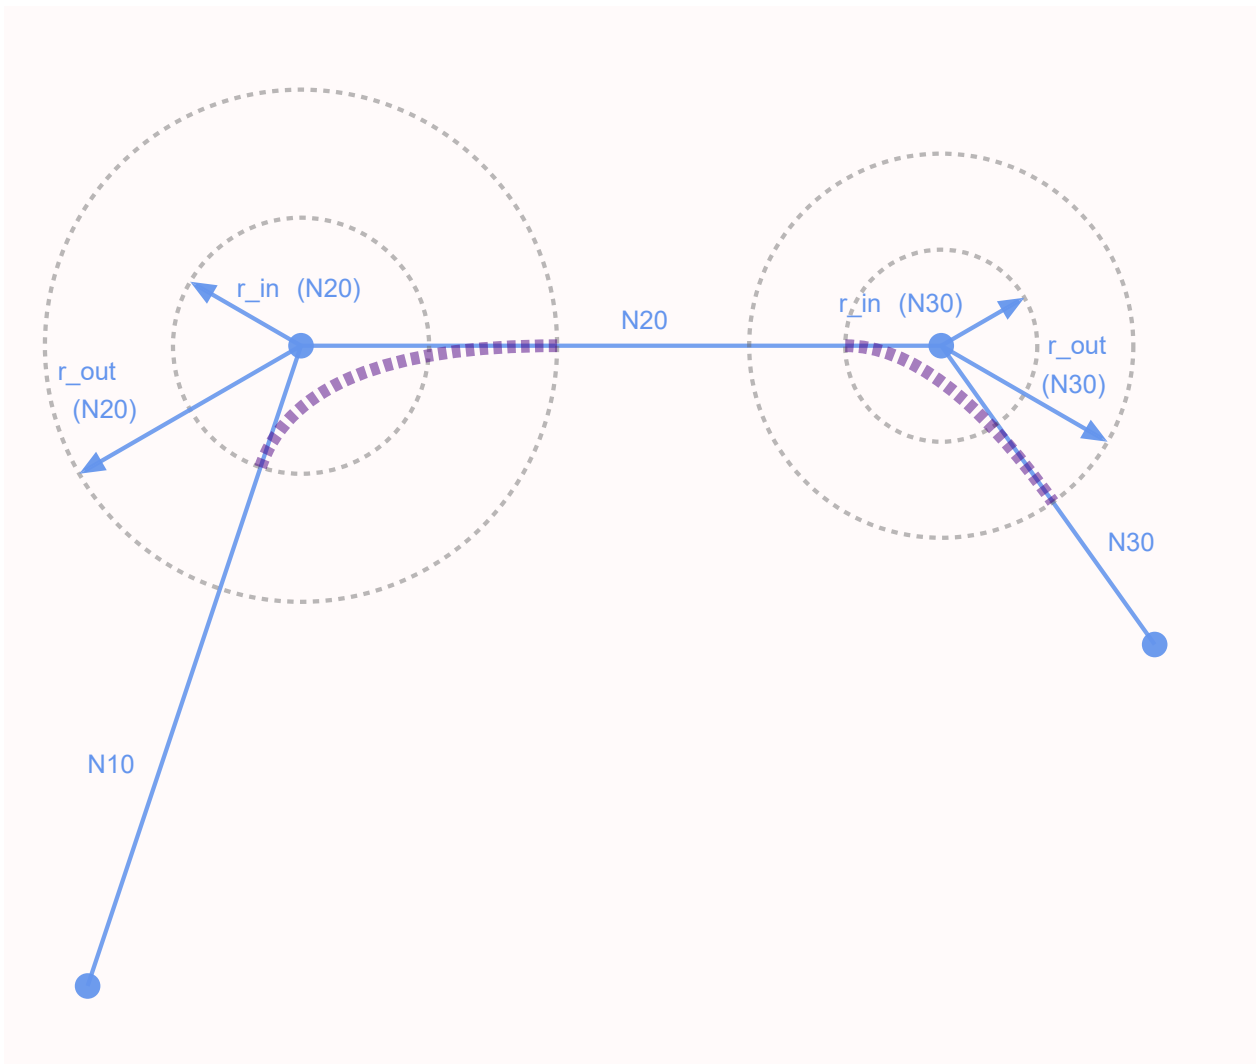 r_in (N20)
r_in (N30)
N20
r_out
(N30)
r_out
(N20)
N30
N10